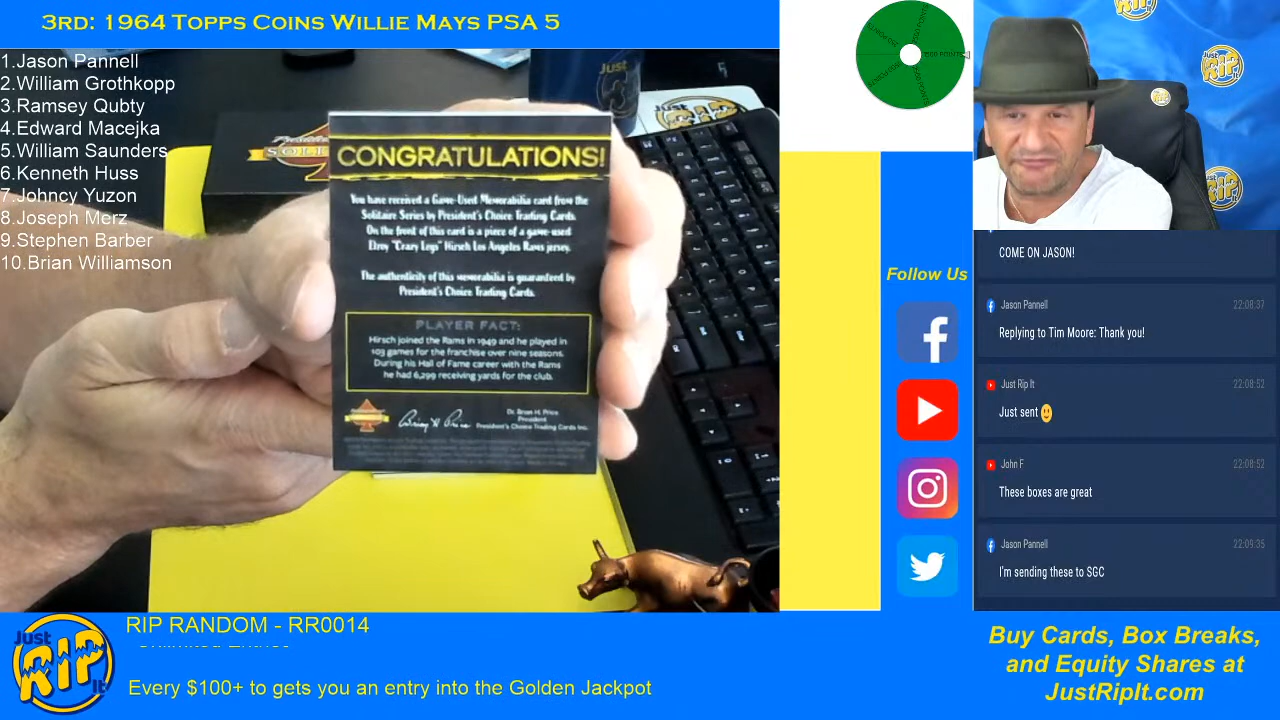 3RD: 1964 TOPPS COINS WILLIE MAYS PSA 5
1.Jason Pannell
2.William Grothkopp
3.Ramsey Qubty
4.Edward Macejka
5.William Saunders
6.Kenneth Huss
7.Johncy Yuzon
8.Joseph Merz
9.Stephen Barber
10.Brian Williamson
CONGRATULATIONS!
You have received a Game-Used Memorabilia card from the
Solitaire Series by President's Choice Trading Cards.
On the front of this card is a piece of a game-used
Elroy "Crazy Legs" Hirsch Los Angeles Rams jersey.
The authenticity of this memorabilia is guaranteed by
President's Choice Trading Cards.
PLAYER FACT:
Hirsch joined the Rams in 1949 and he played in
103 games for the franchise over nine seasons.
During his Hall of Fame career with the Rams
he had 6,299 receiving yards for the club.
Brian H Price
Dr. Brian H. Price
President
President's Choice Trading Cards Inc.
Just
RIP
It
COME ON JASON!
Follow Us
Jason Pannell
22:08:37
Replying to Tim Moore: Thank you!
Just Rip It
22:08:52
Just sent
John F
22:08:52
These boxes are great
Jason Pannell
22:09:35
I'm sending these to SGC
Just
RIP
It
RIP RANDOM - RR0014
Every $100+ to gets you an entry into the Golden Jackpot
Buy Cards, Box Breaks,
and Equity Shares at
JustRipIt.com